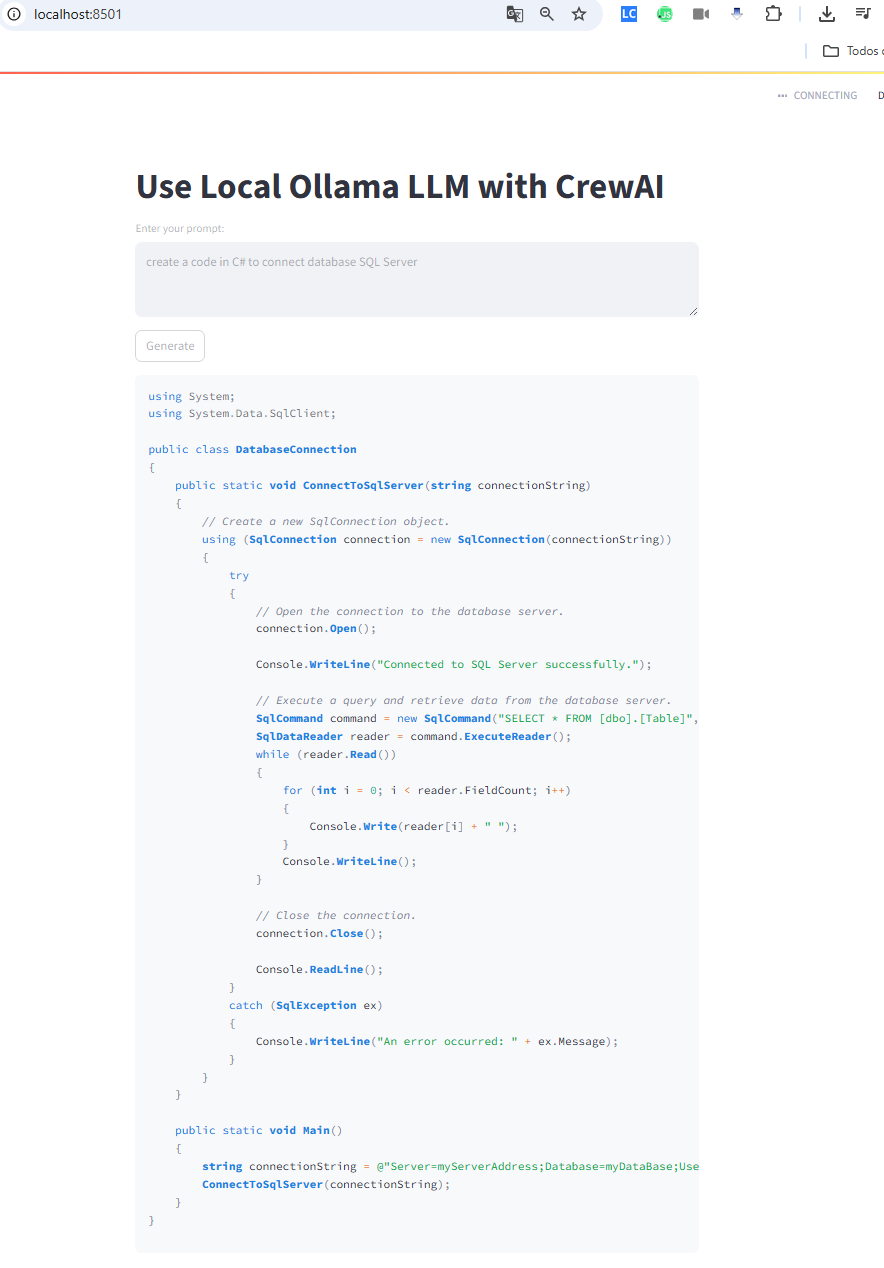 localhost:8501
LC
JS
Todos
CONNECTING
D
Use Local Ollama LLM with CrewAI
Enter your prompt:
create a code in C# to connect database SQL Server
Generate
using System;
using System.Data.SqlClient;
public class DatabaseConnection
{
public static void ConnectToSqlServer(string connectionString)
{
// Create a new SqlConnection object.
using (SqlConnection connection = new SqlConnection(connectionString))
{
try
{
// Open the connection to the database server.
connection.Open();
Console.WriteLine("Connected to SQL Server successfully.");
// Execute a query and retrieve data from the database server.
SqlCommand command = new SqlCommand("SELECT * FROM [dbo].[Table]",
SqlDataReader reader = command.ExecuteReader();
while (reader.Read())
{
for (int i = 0; i < reader.FieldCount; i++)
{
Console.Write(reader[i] + " ");
}
Console.WriteLine();
}
// Close the connection.
connection.Close();
Console.ReadLine();
}
catch (SqlException ex)
{
Console.WriteLine("An error occurred: " + ex.Message);
}
}
}
public static void Main()
{
string connectionString = @"Server=myServerAddress;Database=myDataBase;Use
ConnectToSqlServer(connectionString);
}
}